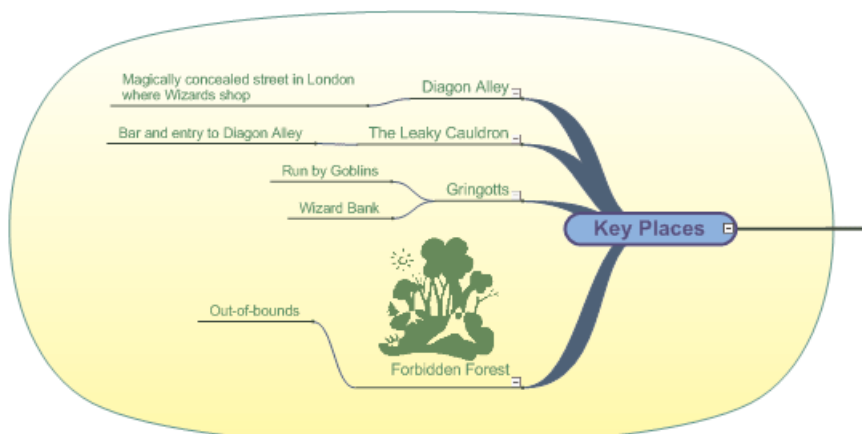 Magically concealed street in London
where Wizards shop
Diagon Alley
Bar and entry to Diagon Alley
The Leaky Cauldron
Run by Goblins
Gringotts
Wizard Bank
Key Places
Out-of-bounds
Forbidden Forest